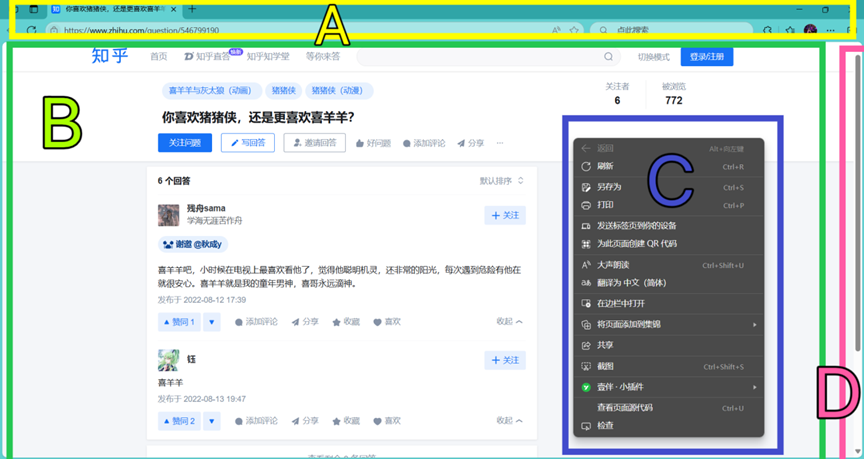 你喜欢猪猪侠，还是更喜欢喜羊羊
https://www.zhihu.com/question/546799190
点此搜索
A
B
C
D
知乎
首页
知乎直答
知乎知学堂
等你来答
切换模式
登录/注册
喜羊羊与灰太狼（动画）
猪猪侠
猪猪侠（动漫）
关注者
6
被浏览
772
你喜欢猪猪侠，还是更喜欢喜羊羊？
关注问题
写回答
邀请回答
好问题
添加评论
分享
6 个回答
默认排序
残舟sama
学海无涯苦作舟
+ 关注
谢邀 @秋成y
喜羊羊吧，小时候在电视上最喜欢看他了，觉得他聪明机灵，还非常的阳光，每次遇到危险有他在
就很安心。喜羊羊就是我的童年男神，喜哥永远滴神。
发布于 2022-08-12 17:39
赞同 1
添加评论
分享
收藏
喜欢
收起
钰
+ 关注
喜羊羊
发布于 2022-08-13 19:47
赞同 2
添加评论
分享
收藏
喜欢
收起
返回 Alt+向左键
刷新 Ctrl+R
另存为 Ctrl+S
打印 Ctrl+P
发送标签页到你的设备
为此页面创建 QR 代码
大声朗读 Ctrl+Shift+U
翻译为 中文（简体）
在边栏中打开
将页面添加到集锦
共享
截图 Ctrl+Shift+S
壹伴 · 小插件
查看页面源代码 Ctrl+U
检查